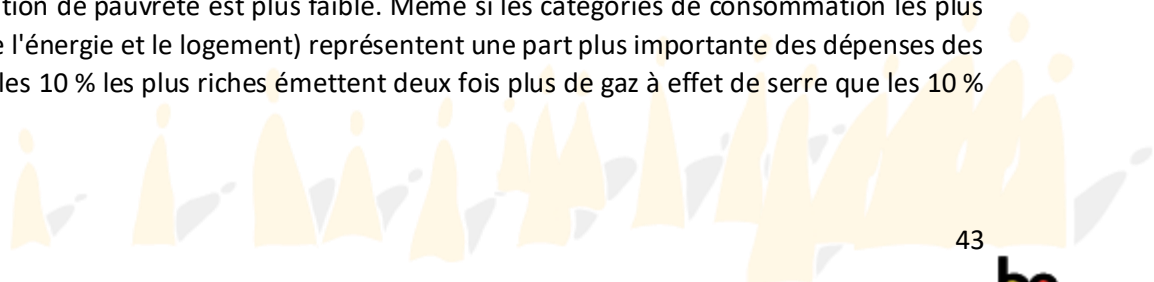 tion de pauvreté est plus faible. Même si les catégories de consommation les plus
e l'énergie et le logement) représentent une part plus importante des dépenses des
les 10 % les plus riches émettent deux fois plus de gaz à effet de serre que les 10 %
43
be